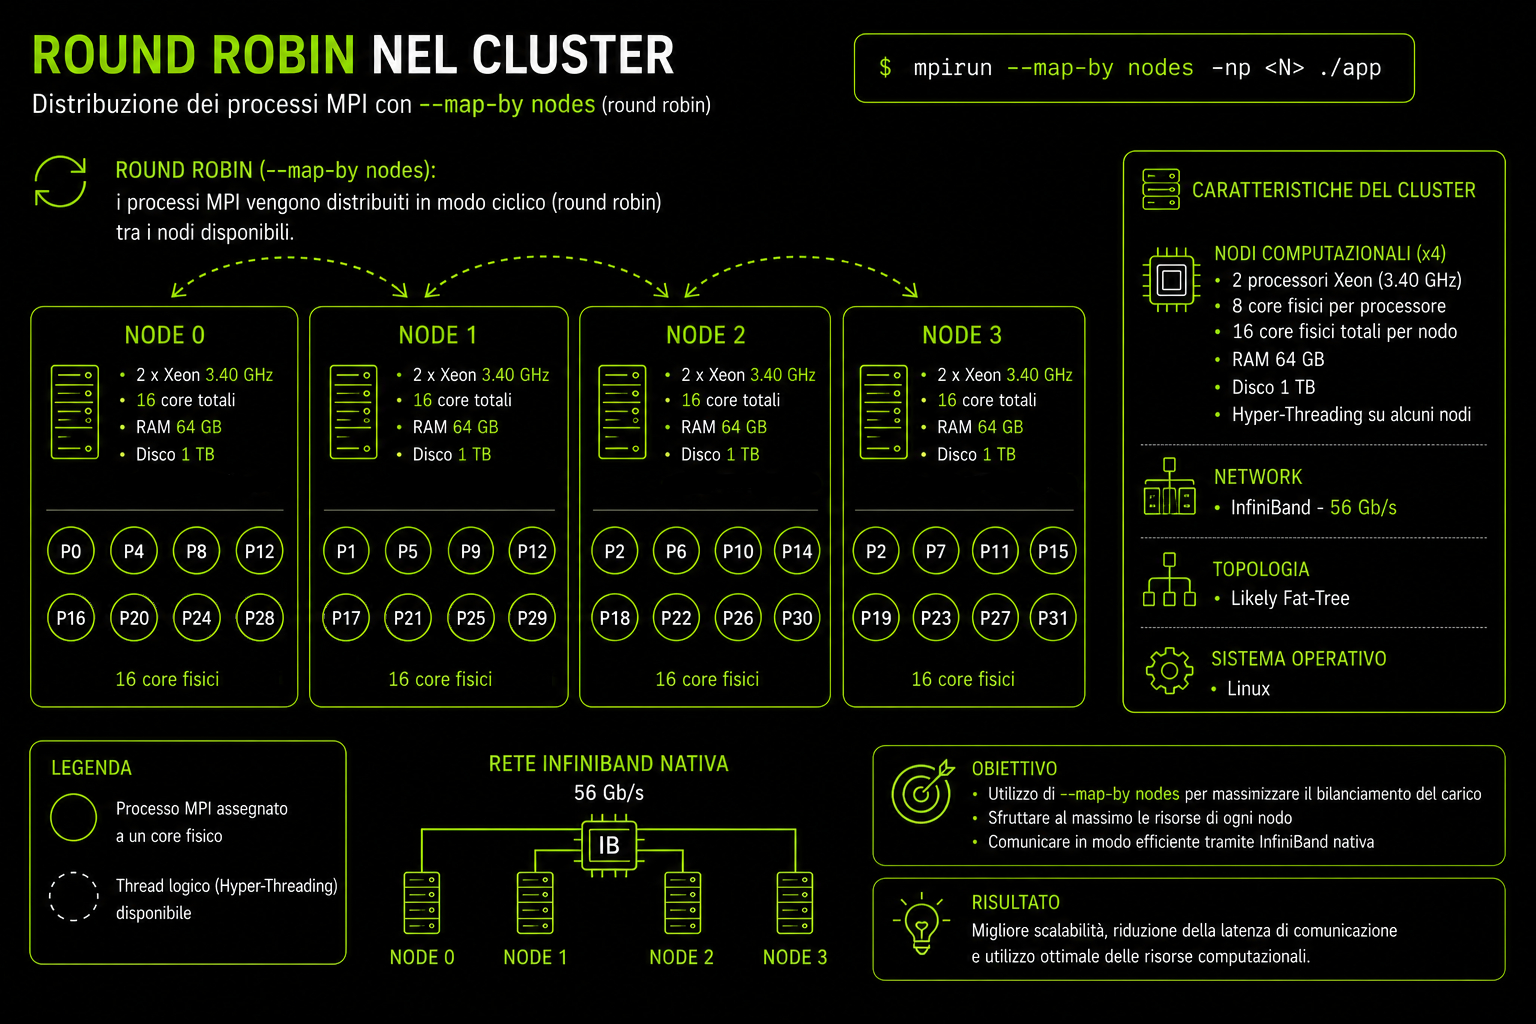 ROUND ROBIN NEL CLUSTER
Distribuzione dei processi MPI con --map-by nodes (round robin)
$ mpirun --map-by nodes -np <N> ./app
ROUND ROBIN (--map-by nodes):
i processi MPI vengono distribuiti in modo ciclico (round robin)
tra i nodi disponibili.
NODE 0
• 2 x Xeon 3.40 GHz
• 16 core totali
• RAM 64 GB
• Disco 1 TB
P0 P4 P8 P12
P16 P20 P24 P28
16 core fisici
NODE 1
• 2 x Xeon 3.40 GHz
• 16 core totali
• RAM 64 GB
• Disco 1 TB
P1 P5 P9 P12
P17 P21 P25 P29
16 core fisici
NODE 2
• 2 x Xeon 3.40 GHz
• 16 core totali
• RAM 64 GB
• Disco 1 TB
P2 P6 P10 P14
P18 P22 P26 P30
16 core fisici
NODE 3
• 2 x Xeon 3.40 GHz
• 16 core totali
• RAM 64 GB
• Disco 1 TB
P2 P7 P11 P15
P19 P23 P27 P31
16 core fisici
CARATTERISTICHE DEL CLUSTER
NODI COMPUTAZIONALI (x4)
• 2 processori Xeon (3.40 GHz)
• 8 core fisici per processore
• 16 core fisici totali per nodo
• RAM 64 GB
• Disco 1 TB
• Hyper-Threading su alcuni nodi
NETWORK
• InfiniBand - 56 Gb/s
TOPOLOGIA
• Likely Fat-Tree
SISTEMA OPERATIVO
• Linux
LEGENDA
Processo MPI assegnato
a un core fisico
Thread logico (Hyper-Threading)
disponibile
RETE INFINIBAND NATIVA
56 Gb/s
IB
NODE 0 NODE 1 NODE 2 NODE 3
OBIETTIVO
• Utilizzo di --map-by nodes per massinizzare il bilanciamento del carico
• Sfruttare al massimo le risorse di ogni nodo
• Comunicare in modo efficiente tramite InfiniBand nativa
RISULTATO
Migliore scalabilità, riduzione della latenza di comunicazione
e utilizzo ottimale delle risorse computazionali.